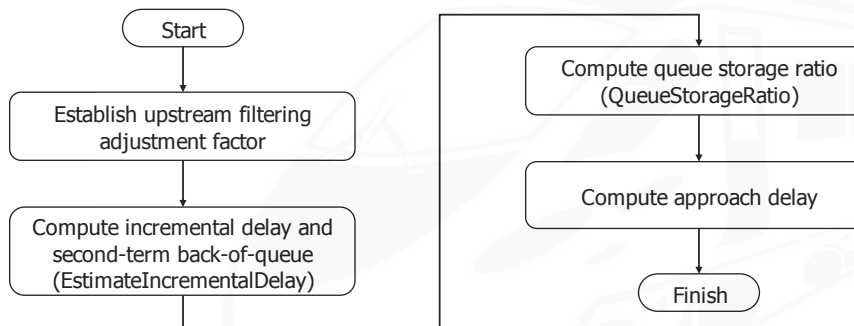 Start
Establish upstream filtering
adjustment factor
Compute incremental delay and
second-term back-of-queue
(EstimateIncrementalDelay)
Compute queue storage ratio
(QueueStorageRatio)
Compute approach delay
Finish